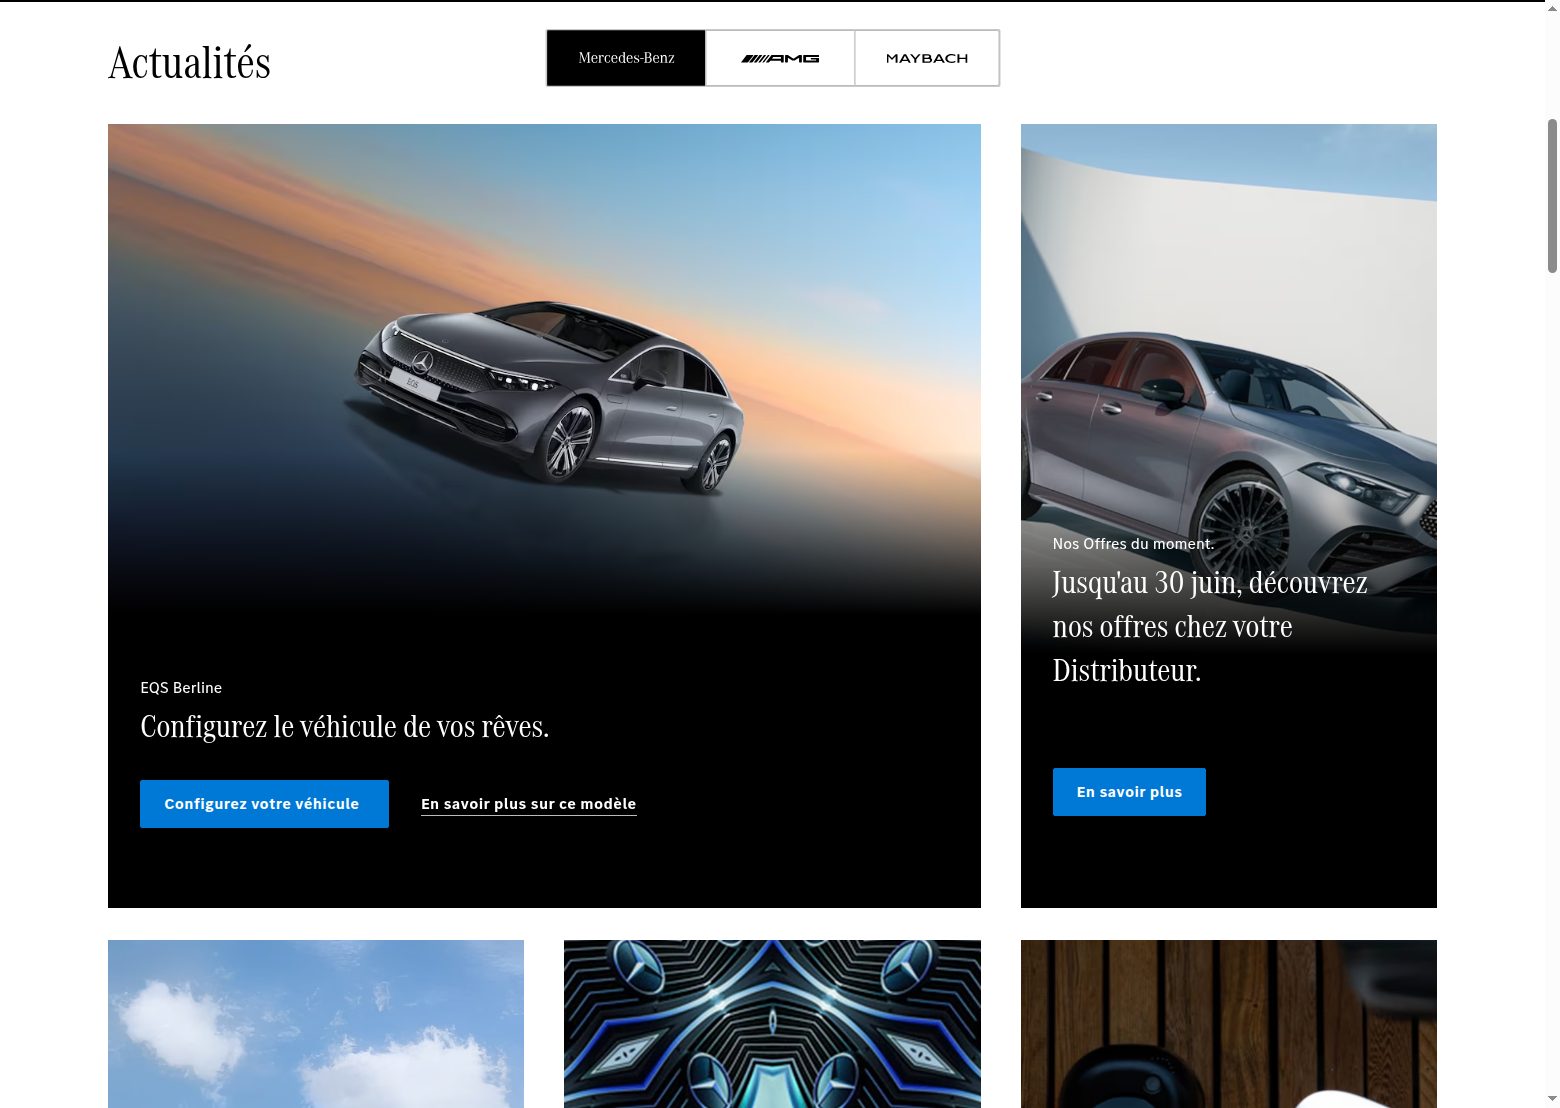 Actualités
Mercedes-Benz
AMG
MAYBACH
EQS
EQS Berline
Configurez le véhicule de vos rêves.
Configurez votre véhicule
En savoir plus sur ce modèle
Nos Offres du moment.
Jusqu'au 30 juin, découvrez
nos offres chez votre
Distributeur.
En savoir plus